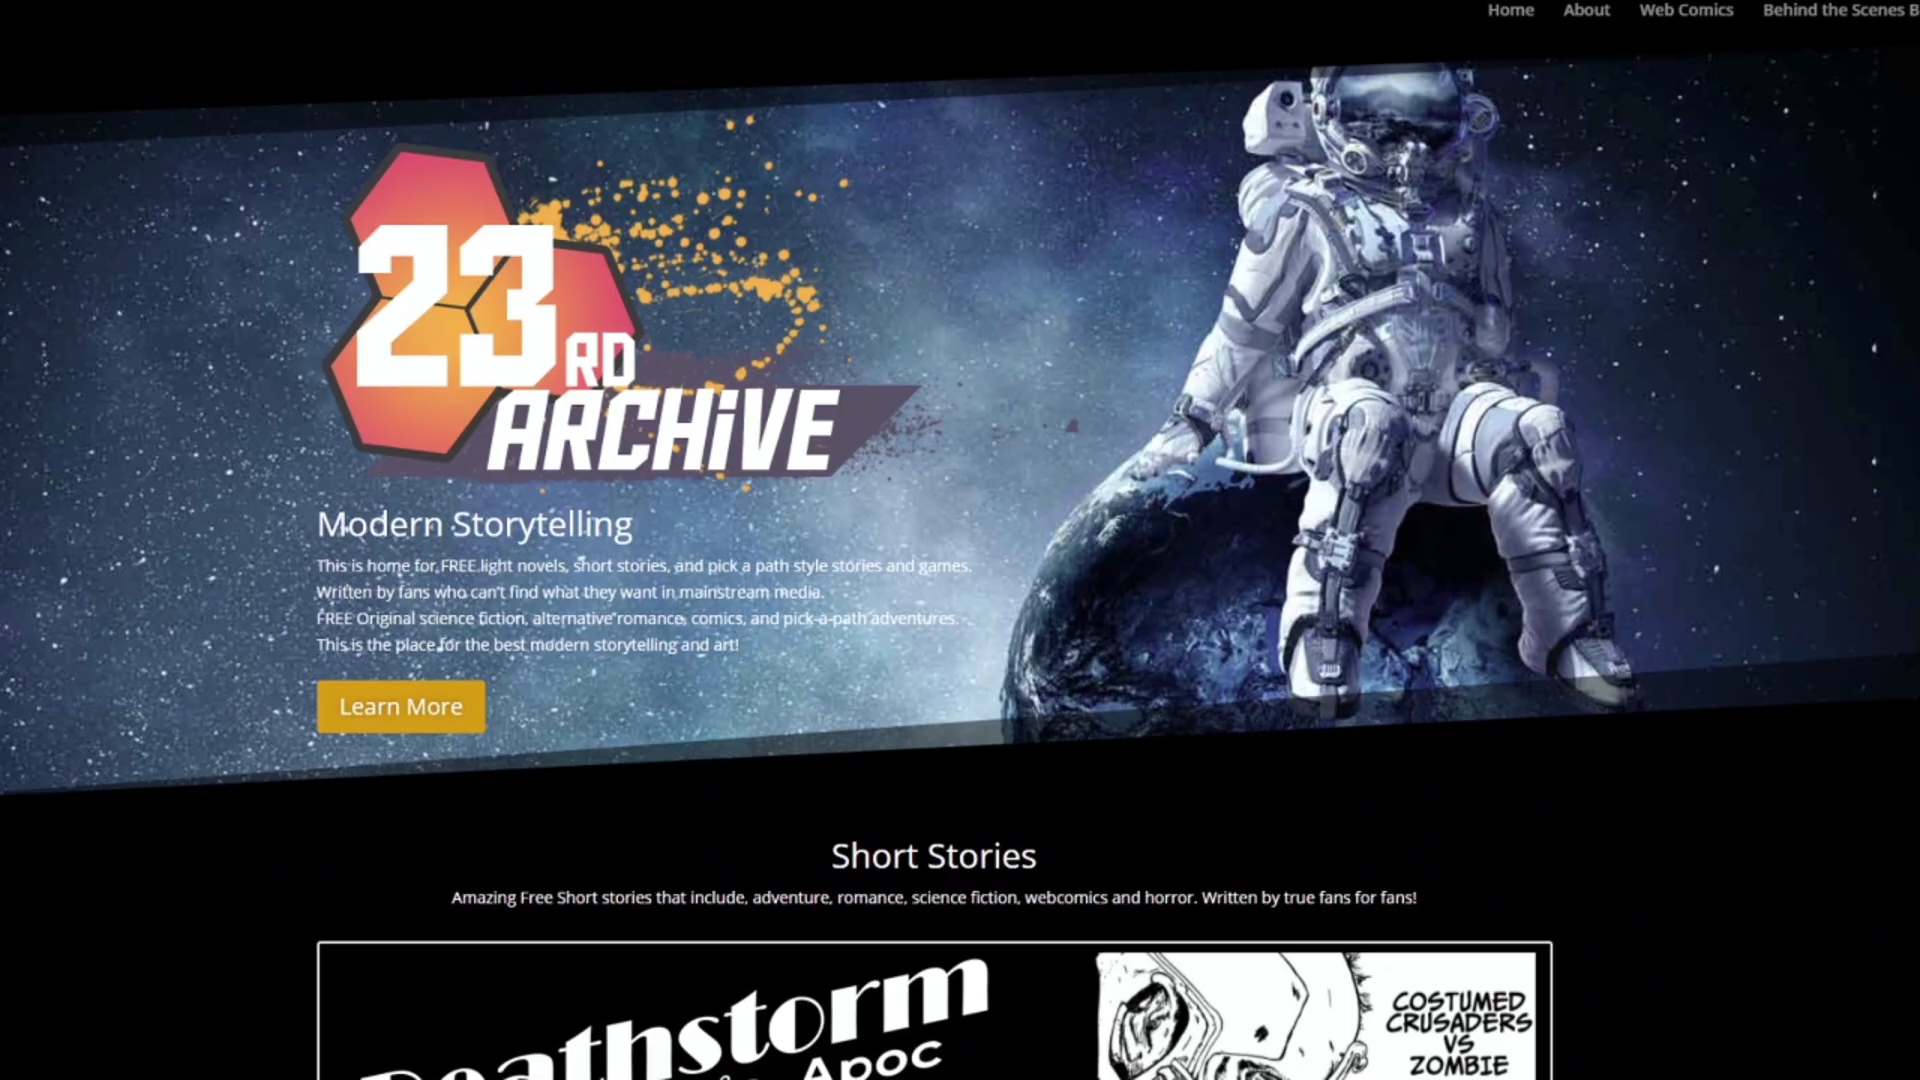 Home About Web Comics Behind the Scenes B
23RD
ARCHiVE
Modern Storytelling
This is home for FREE light novels, short stories, and pick a path style stories and games.
Written by fans who can't find what they want in mainstream media.
FREE Original science fiction, alternative romance, comics, and pick-a-path adventures.
This is the place for the best modern storytelling and art!
Learn More
Short Stories
Amazing Free Short stories that include, adventure, romance, science fiction, webcomics and horror. Written by true fans for fans!
Deathstorm
Apoc
COSTUMED
CRUSADERS
VS
ZOMBIE